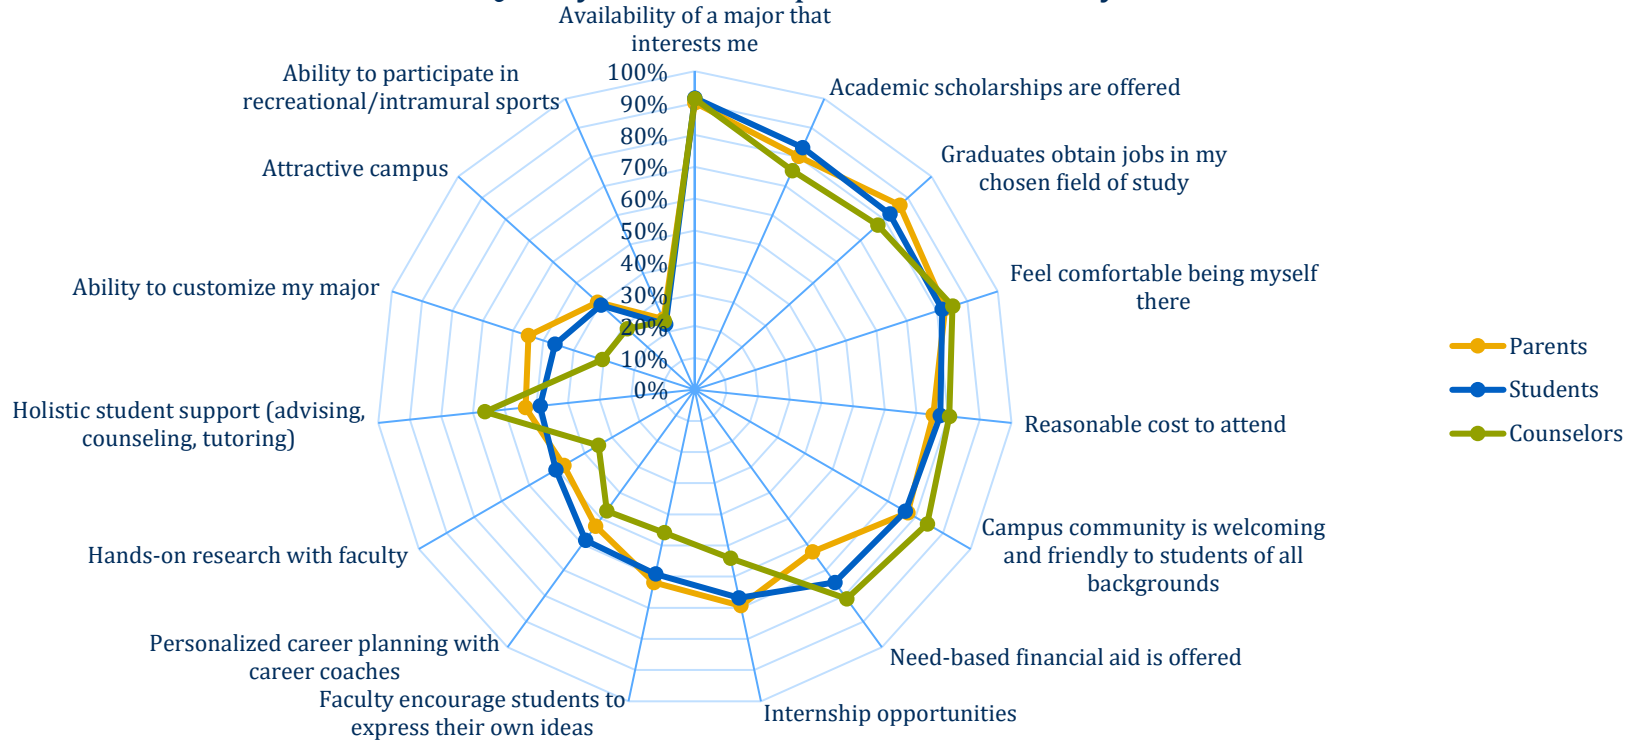 Availability of a major that
interests me
Academic scholarships are offered
Graduates obtain jobs in my
chosen field of study
Feel comfortable being myself
there
Reasonable cost to attend
Campus community is welcoming
and friendly to students of all
backgrounds
Need-based financial aid is offered
Internship opportunities
Faculty encourage students to
express their own ideas
Personalized career planning with
career coaches
Hands-on research with faculty
Holistic student support (advising,
counseling, tutoring)
Ability to customize my major
Attractive campus
Ability to participate in
recreational/intramural sports
100%
90%
80%
70%
60%
50%
40%
30%
20%
10%
0%
Parents
Students
Counselors